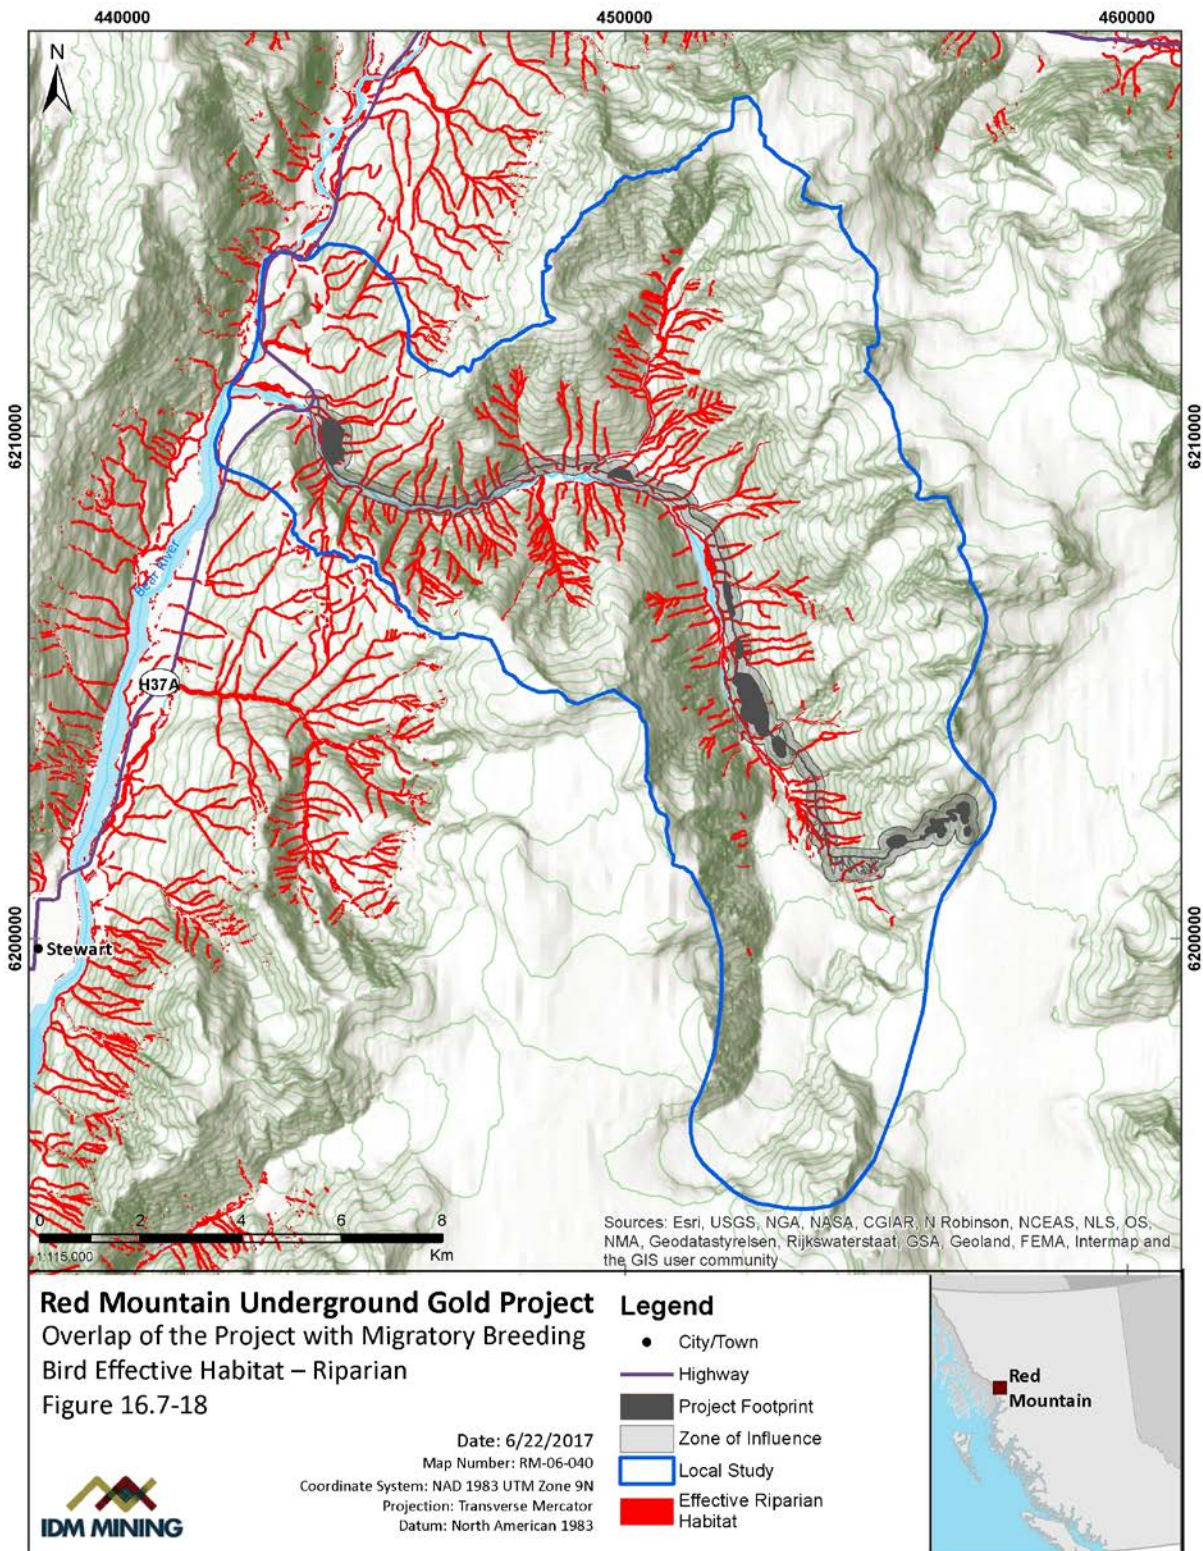 440000
450000
460000
N
6210000
6210000
Bear River
H37A
6200000
6200000
Stewart
0 2 4 6 8
1:115,000
Km
Sources: Esri, USGS, NGA, NASA, CGIAR, N Robinson, NCEAS, NLS, OS,
NMA, Geodatastyrelsen, Rijkswaterstaat, GSA, Geoland, FEMA, Intermap and
the GIS user community
Red Mountain Underground Gold Project
Overlap of the Project with Migratory Breeding
Bird Effective Habitat – Riparian
Figure 16.7-18
Date: 6/22/2017
Map Number: RM-06-040
Coordinate System: NAD 1983 UTM Zone 9N
Projection: Transverse Mercator
Datum: North American 1983
IDM MINING
Legend
City/Town
Highway
Project Footprint
Zone of Influence
Local Study
Effective Riparian
Habitat
Red
Mountain